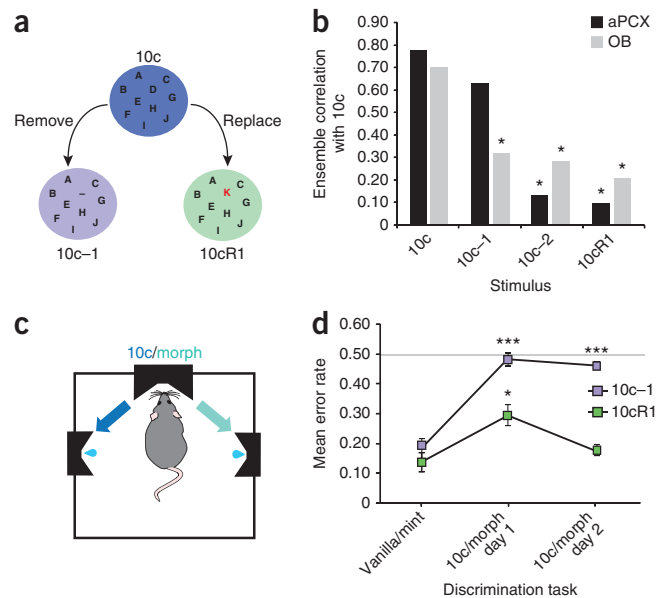 a
10c
A
C
B
D
G
E
H
F
J
I
Remove
Replace
A
–
C
B
G
E
H
F
J
I
10c–1
A
K
C
B
G
E
H
F
J
I
10cR1
b
Ensemble correlation
with 10c
0.90
0.80
0.70
0.60
0.50
0.40
0.30
0.20
0.10
aPCX
OB
*
*
*
*
*
10c
10c–1
10c–2
10cR1
Stimulus
c
10c/morph
d
Mean error rate
0.60
0.50
0.40
0.30
0.20
0.10
0
***
***
*
10c–1
10cR1
Vanilla/mint
10c/morph
day 1
10c/morph
day 2
Discrimination task